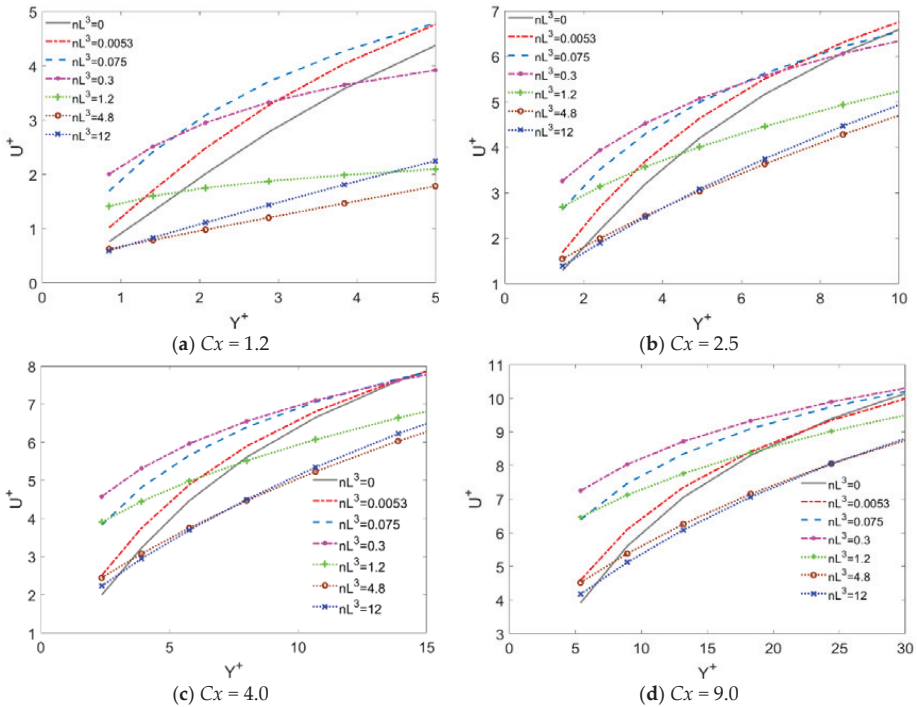 5
4
3
2
1
0
U⁺
nL³=0
nL³=0.0053
nL³=0.075
nL³=0.3
nL³=1.2
nL³=4.8
nL³=12
0 1 2 3 4 5
Y⁺
(a) Cx = 1.2
7
6
5
4
3
2
1
U⁺
nL³=0
nL³=0.0053
nL³=0.075
nL³=0.3
nL³=1.2
nL³=4.8
nL³=12
0 2 4 6 8 10
Y⁺
(b) Cx = 2.5
8
7
6
5
4
3
2
1
U⁺
nL³=0
nL³=0.0053
nL³=0.075
nL³=0.3
nL³=1.2
nL³=4.8
nL³=12
0 5 10 15
Y⁺
(c) Cx = 4.0
11
10
9
8
7
6
5
4
3
U⁺
nL³=0
nL³=0.0053
nL³=0.075
nL³=0.3
nL³=1.2
nL³=4.8
nL³=12
0 5 10 15 20 25 30
Y⁺
(d) Cx = 9.0